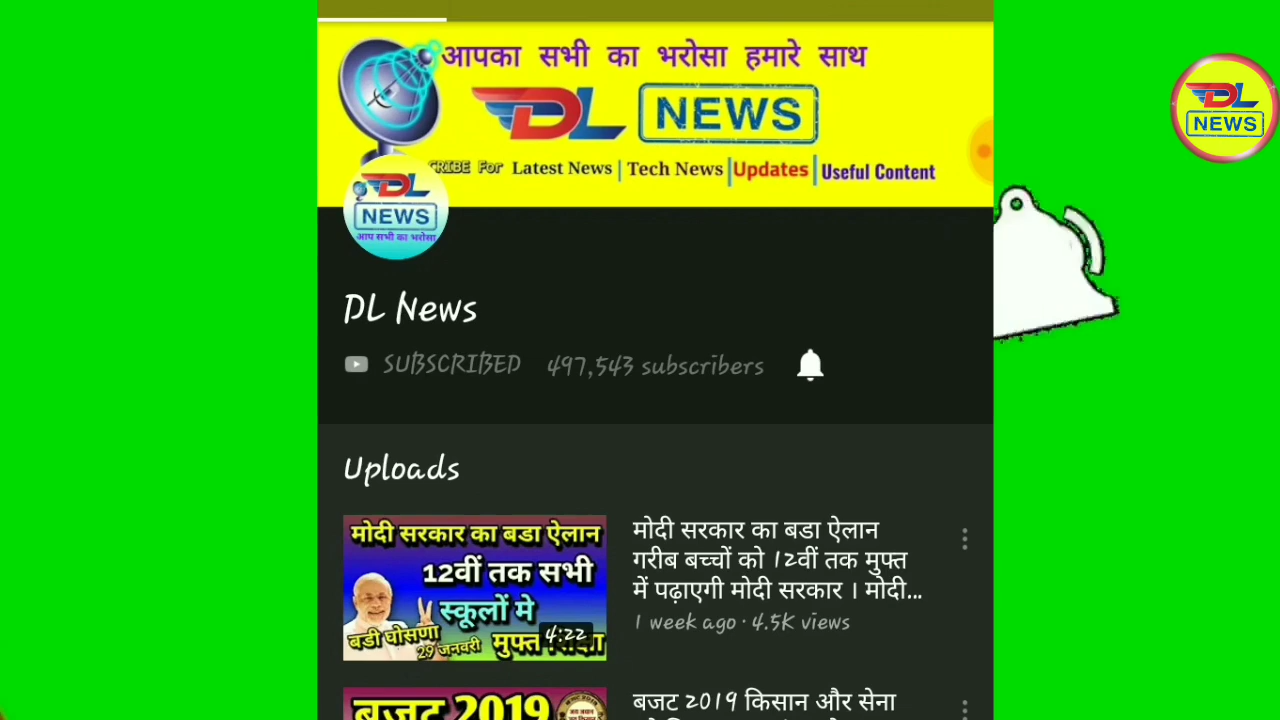 आपका सभी का भरोसा हमारे साथ
DL NEWS
CRIBE For Latest News | Tech News | Updates | Useful Content
DL
NEWS
आप सभी का भरोसा
DL
NEWS
DL News
SUBSCRIBED 497,543 subscribers
Uploads
मोदी सरकार का बडा ऐलान
12वीं तक सभी
स्कूलों मे
बडी घोसणा
29 जनवरी
मुफ्त
4:22
मोदी सरकार का बडा ऐलान
गरीब बच्चों को 12वीं तक मुफ्त
में पढ़ाएगी मोदी सरकार । मोदी...
1 week ago · 4.5K views
बजट 2019
बजट 2019 किसान और सेना